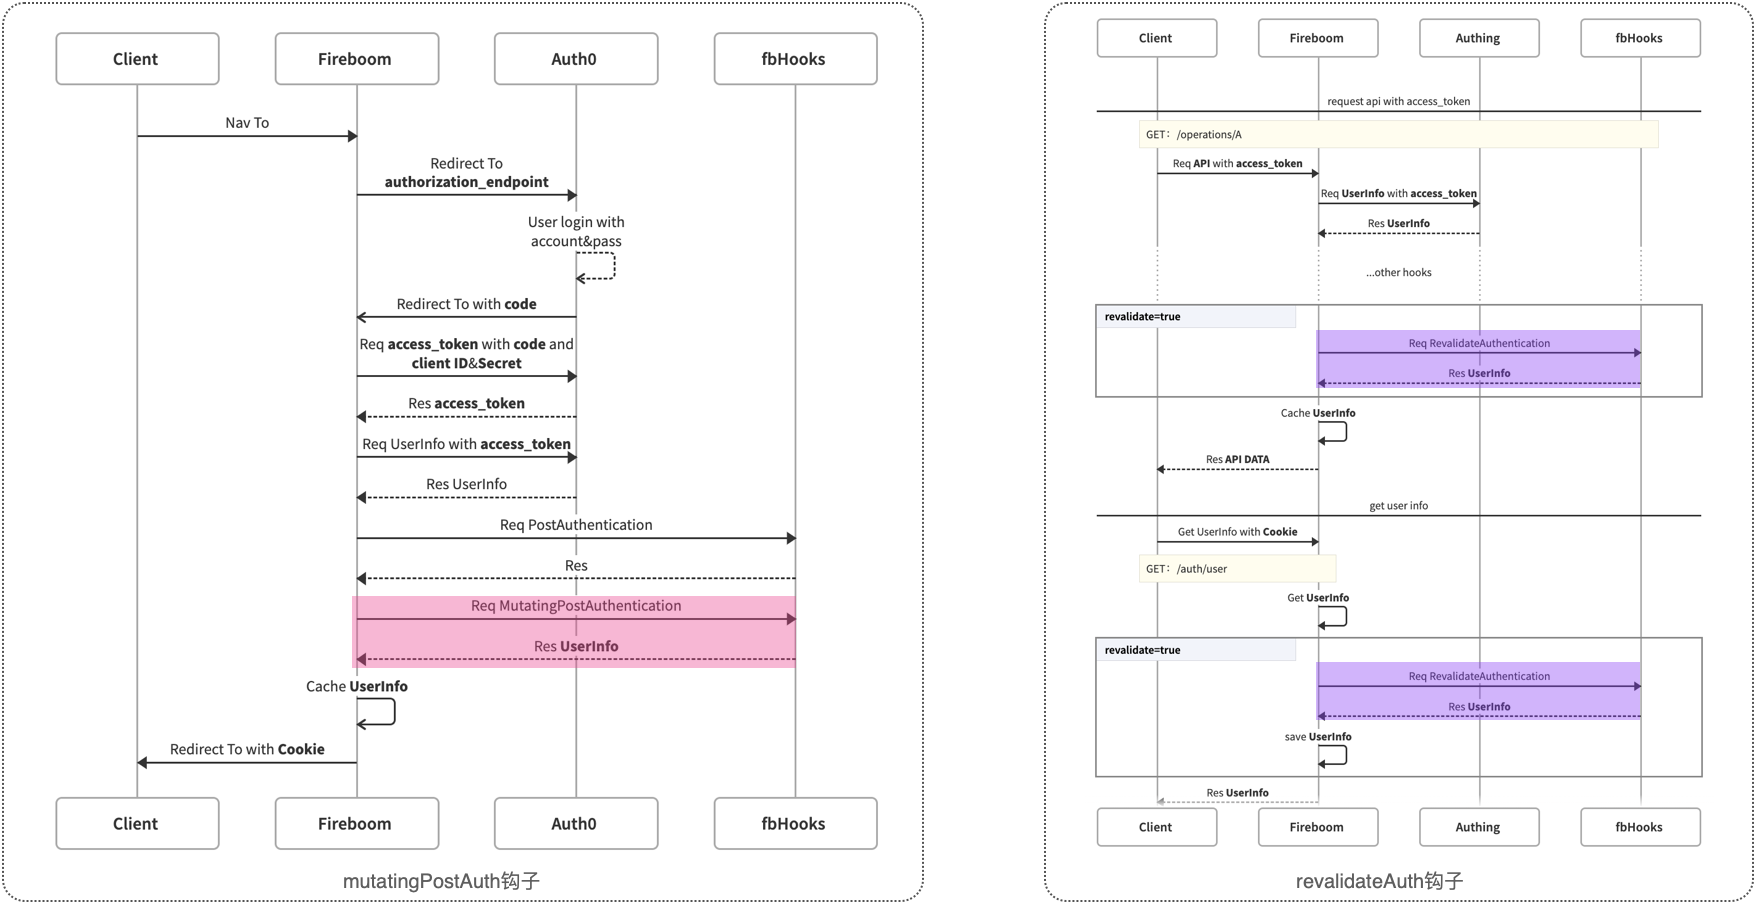 Client
Fireboom
Auth0
fbHooks
Nav To
Redirect To
authorization_endpoint
User login with
account&pass
Redirect To with code
Req access_token with code and
client ID&Secret
Res access_token
Req UserInfo with access_token
Res UserInfo
Req PostAuthentication
Res
Req MutatingPostAuthentication
Res UserInfo
Cache UserInfo
Redirect To with Cookie
Client
Fireboom
Auth0
fbHooks
mutatingPostAuth钩子
Client
Fireboom
Authing
fbHooks
request api with access_token
GET: /operations/A
Req API with access_token
Req UserInfo with access_token
Res UserInfo
...other hooks
revalidate=true
Req RevalidateAuthentication
Res UserInfo
Cache UserInfo
Res API DATA
get user info
Get UserInfo with Cookie
GET: /auth/user
Get UserInfo
revalidate=true
Req RevalidateAuthentication
Res UserInfo
save UserInfo
Res UserInfo
Client
Fireboom
Authing
fbHooks
revalidateAuth钩子